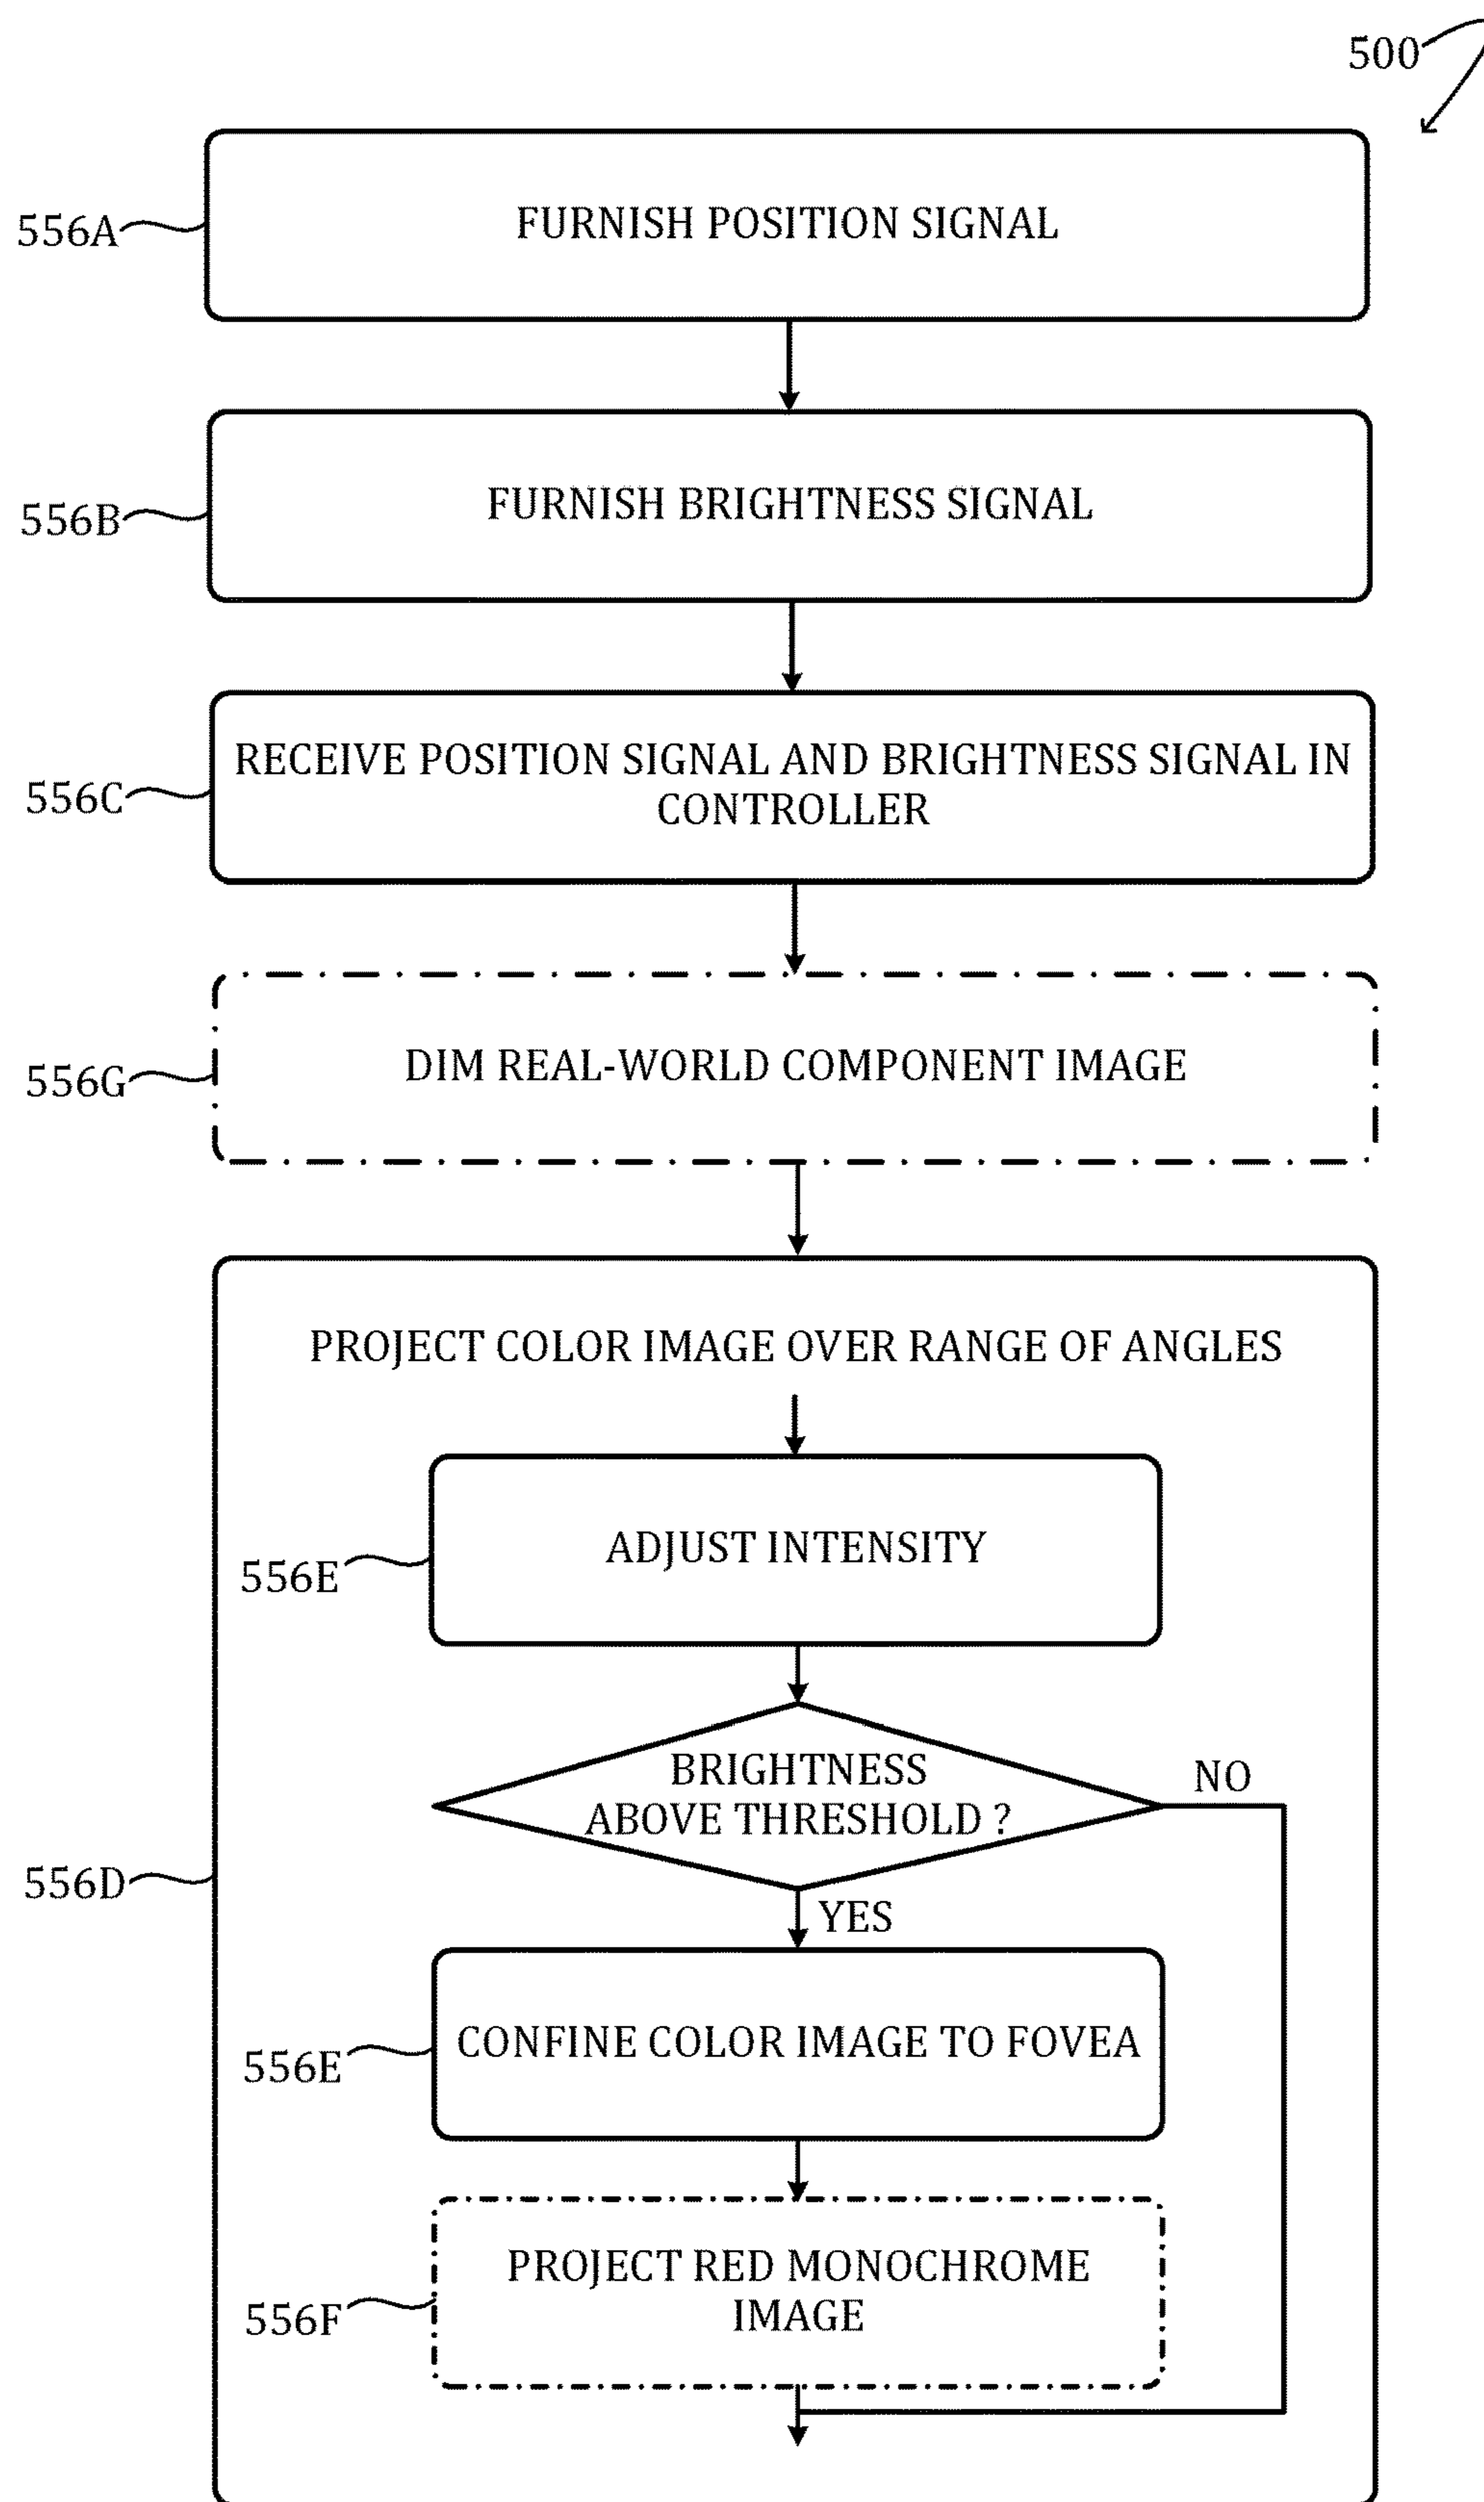 500
556A
FURNISH POSITION SIGNAL
556B
FURNISH BRIGHTNESS SIGNAL
556C
RECEIVE POSITION SIGNAL AND BRIGHTNESS SIGNAL IN
CONTROLLER
556G
DIM REAL-WORLD COMPONENT IMAGE
PROJECT COLOR IMAGE OVER RANGE OF ANGLES
556E
ADJUST INTENSITY
BRIGHTNESS
ABOVE THRESHOLD ?
NO
556D
YES
556E
CONFINE COLOR IMAGE TO FOVEA
556F
PROJECT RED MONOCHROME
IMAGE